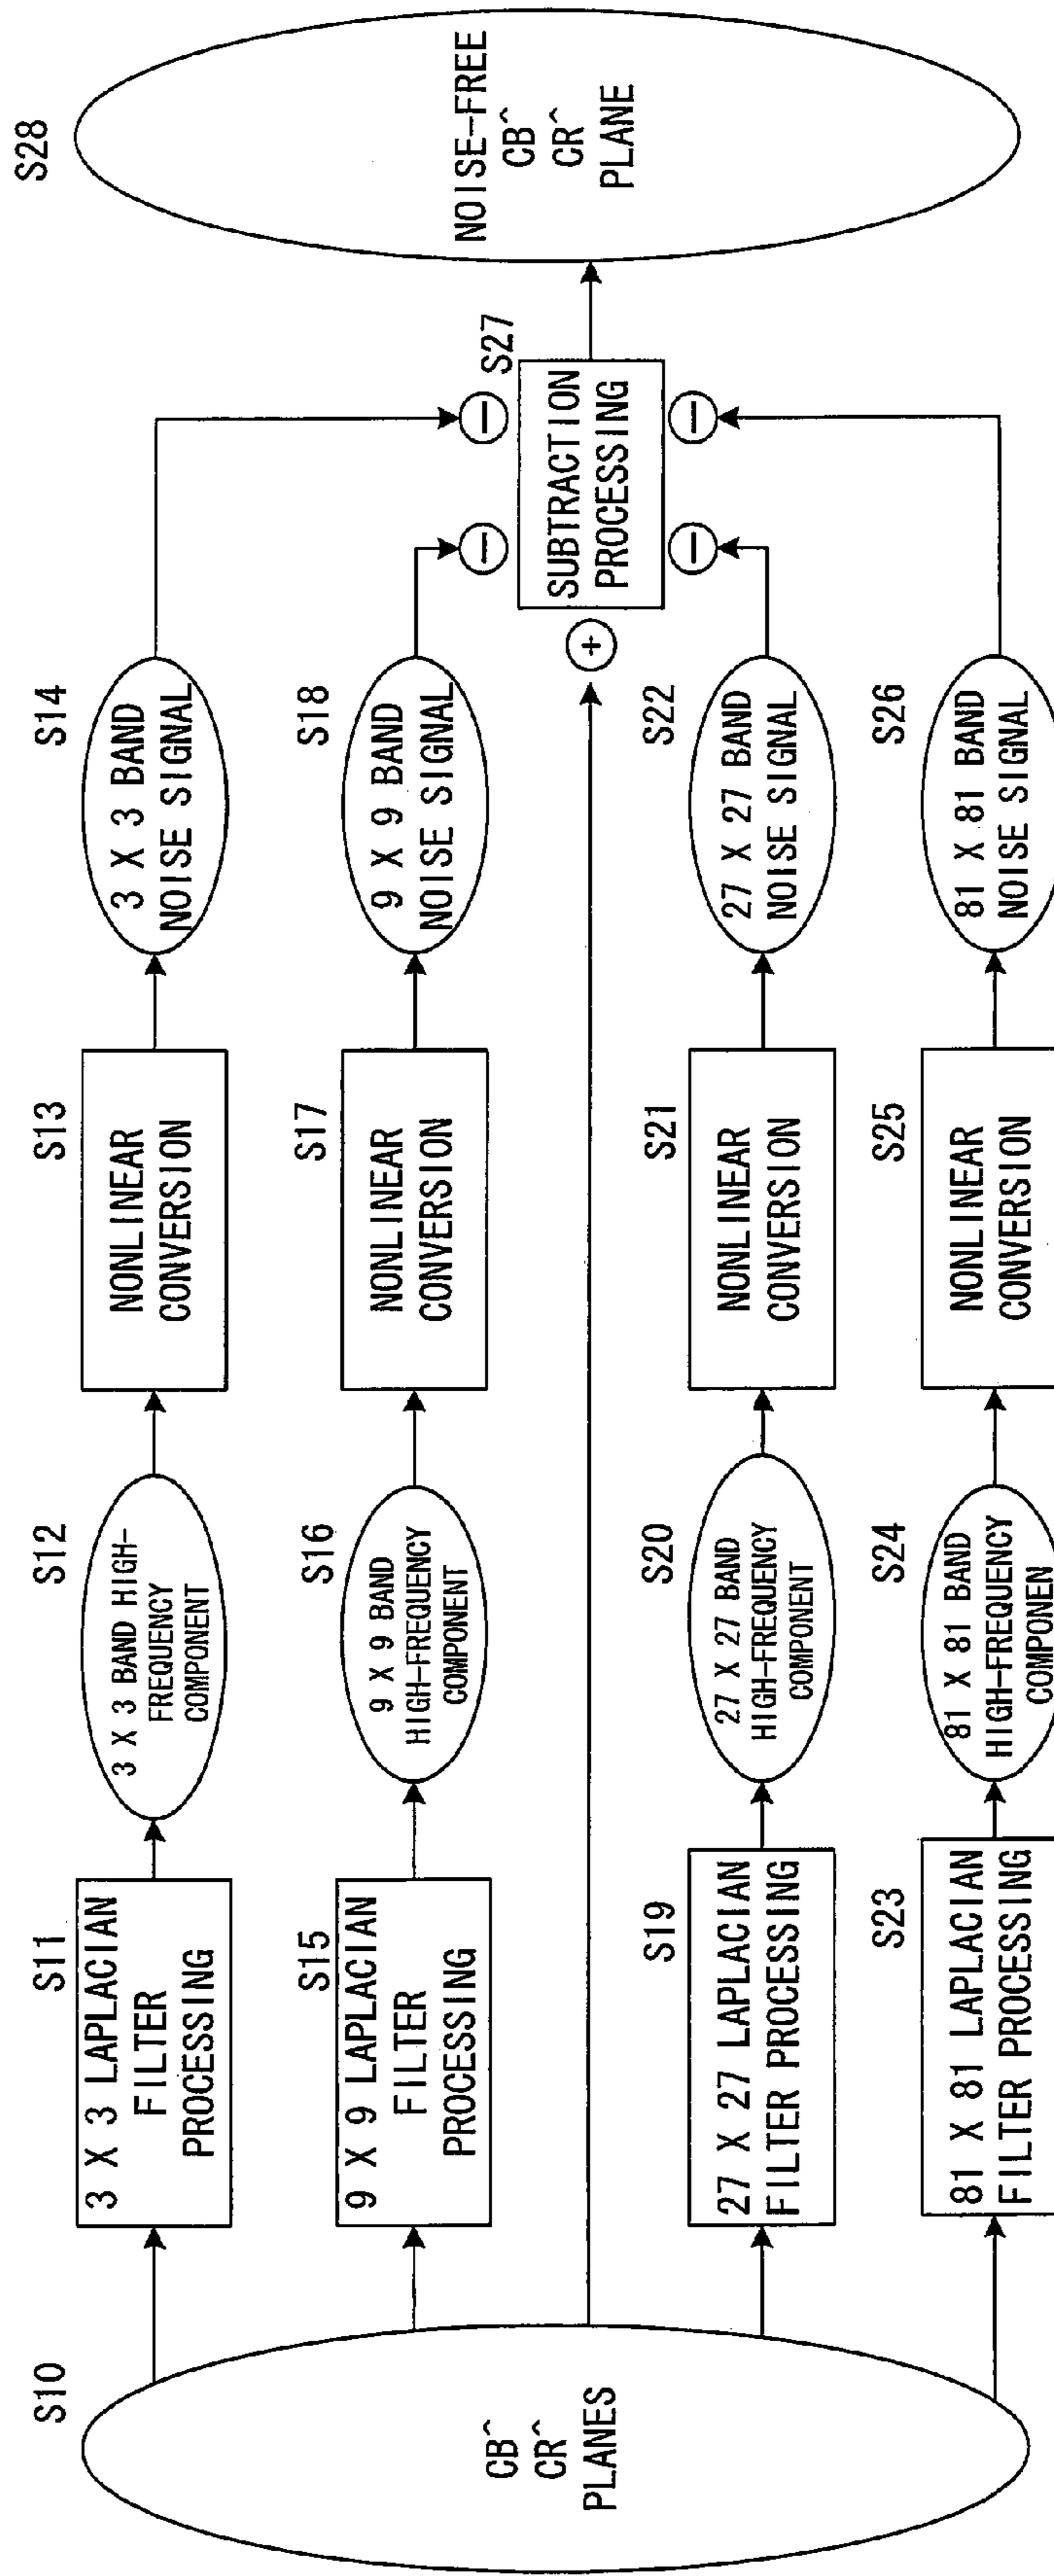 S10
CB^
CR^
PLANES
S11
3 X 3 LAPLACIAN
FILTER
PROCESSING
S12
3 X 3 BAND HIGH-
FREQUENCY
COMPONENT
S13
NONLINEAR
CONVERSION
S14
3 X 3 BAND
NOISE SIGNAL
S15
9 X 9 LAPLACIAN
FILTER
PROCESSING
S16
9 X 9 BAND
HIGH-FREQUENCY
COMPONENT
S17
NONLINEAR
CONVERSION
S18
9 X 9 BAND
NOISE SIGNAL
S19
27 X 27 LAPLACIAN
FILTER PROCESSING
S20
27 X 27 BAND
HIGH-FREQUENCY
COMPONENT
S21
NONLINEAR
CONVERSION
S22
27 X 27 BAND
NOISE SIGNAL
S23
81 X 81 LAPLACIAN
FILTER PROCESSING
S24
81 X 81 BAND
HIGH-FREQUENCY
COMPONEN
S25
NONLINEAR
CONVERSION
S26
81 X 81 BAND
NOISE SIGNAL
−
−
+
−
−
S27
SUBTRACTION
PROCESSING
S28
NOISE-FREE
CB^
CR^
PLANE